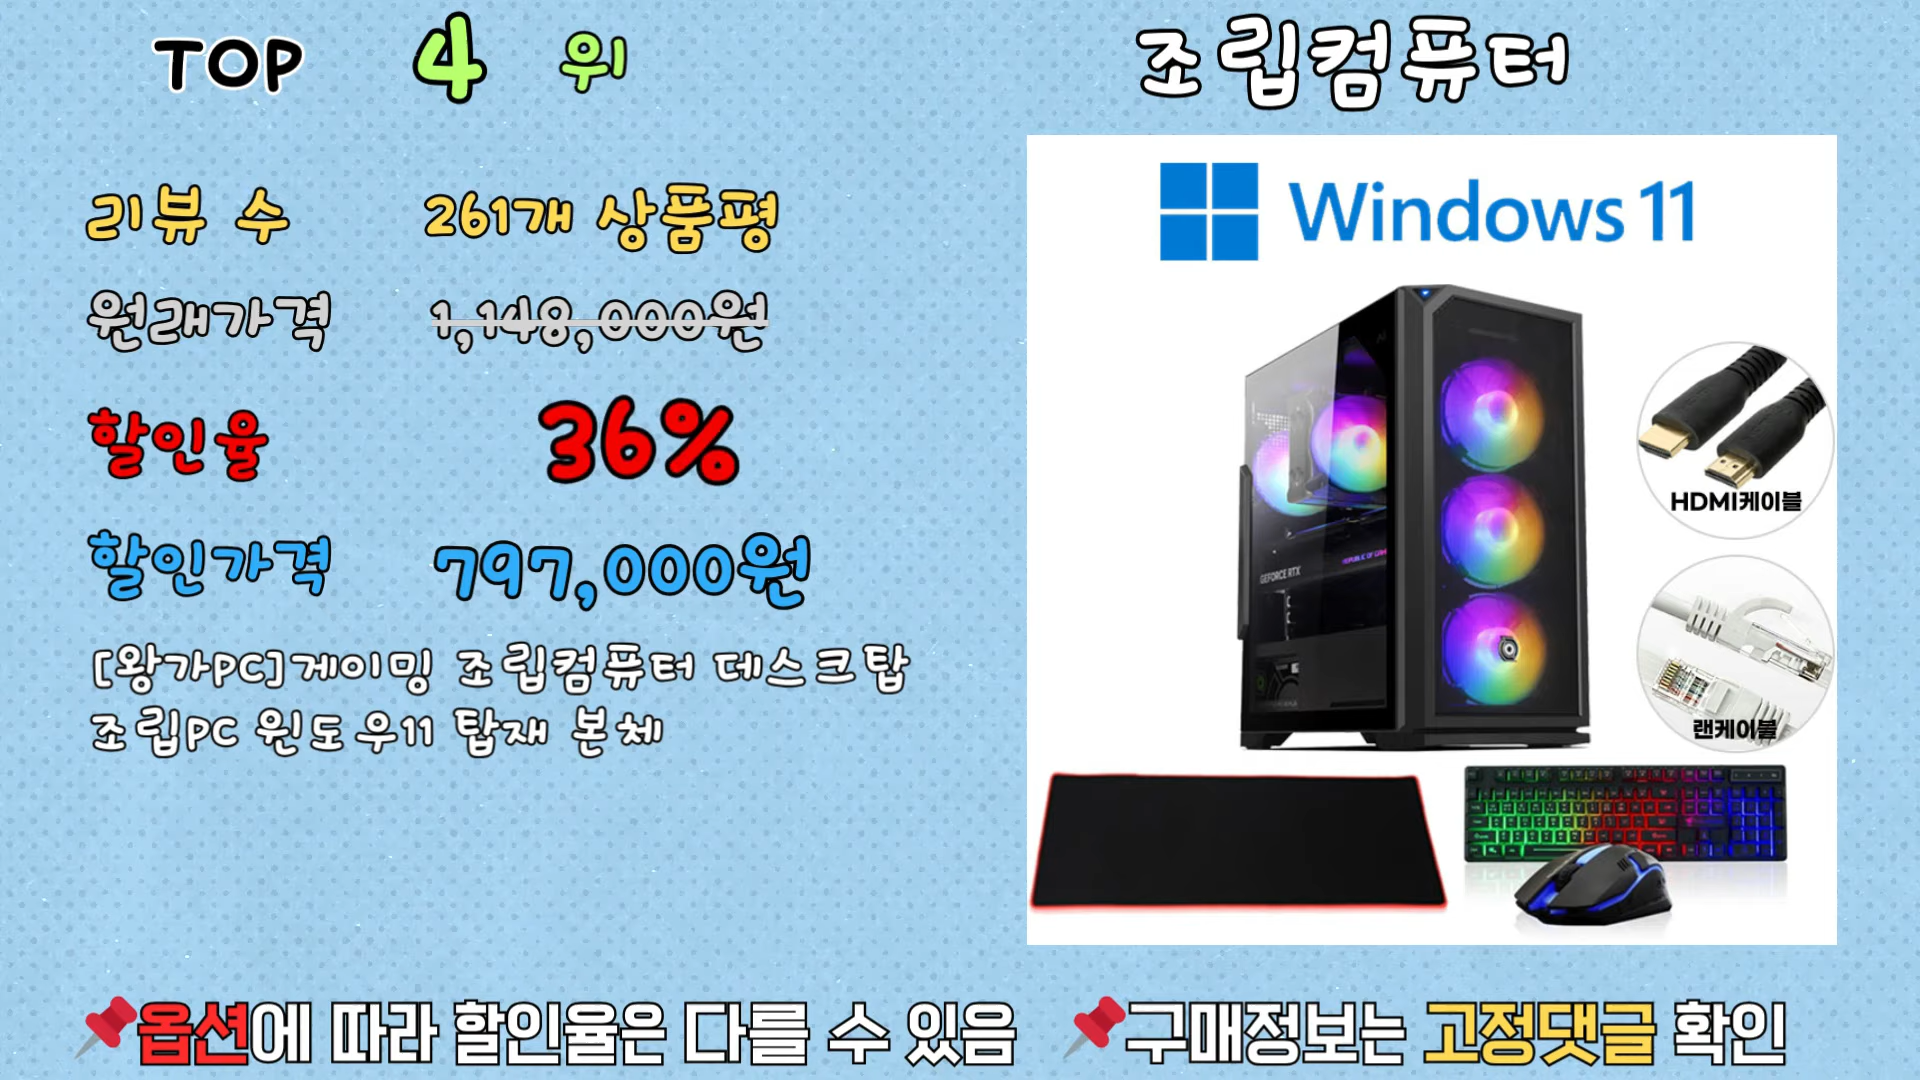 TOP 4 위
조립컴퓨터
리뷰 수 261개 상품평
원래가격 1,148,000원
할인율 36%
할인가격 797,000원
[왕가PC]게이밍 조립컴퓨터 데스크탑
조립PC 윈도우11 탑재 본체
Windows 11
GEFORCE RTX
HDMI케이블
랜케이블
옵션에 따라 할인율은 다를 수 있음
구매정보는 고정댓글 확인